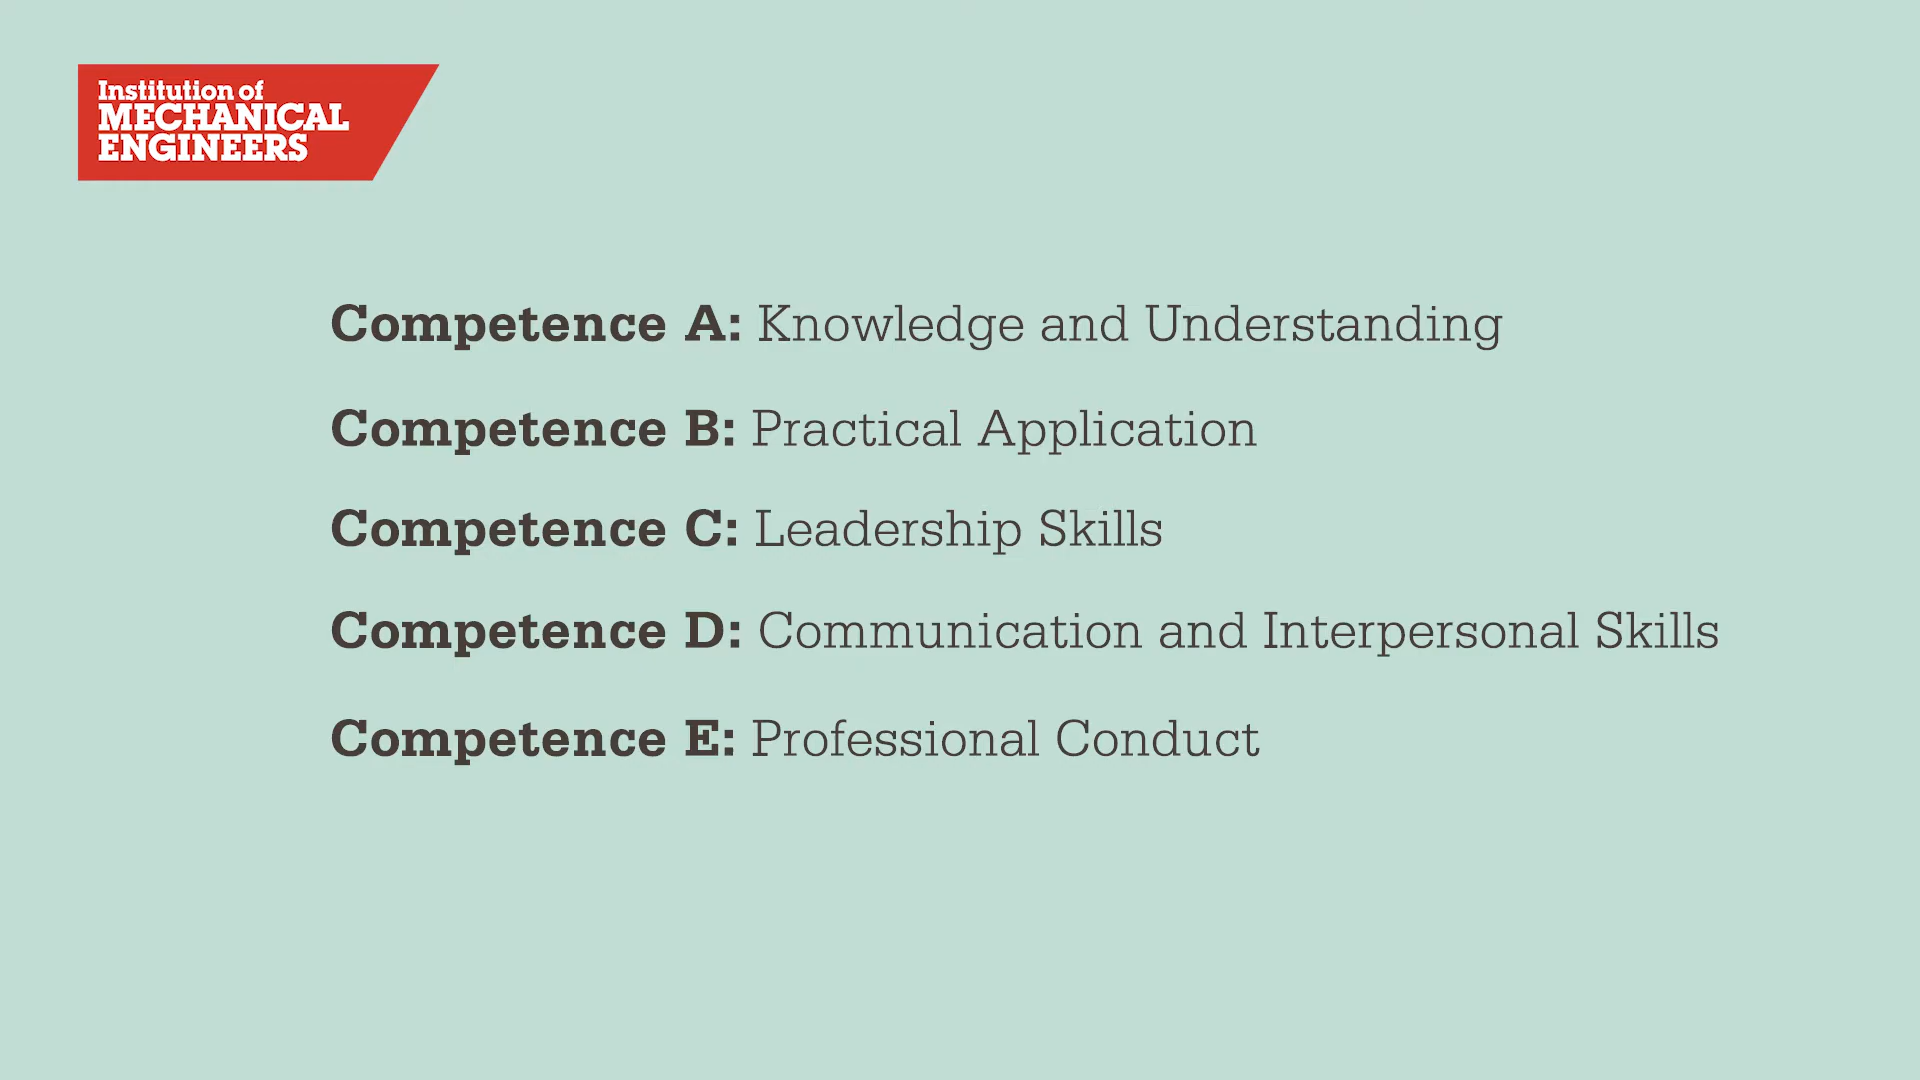 Institution of
MECHANICAL
ENGINEERS
Competence A: Knowledge and Understanding
Competence B: Practical Application
Competence C: Leadership Skills
Competence D: Communication and Interpersonal Skills
Competence E: Professional Conduct